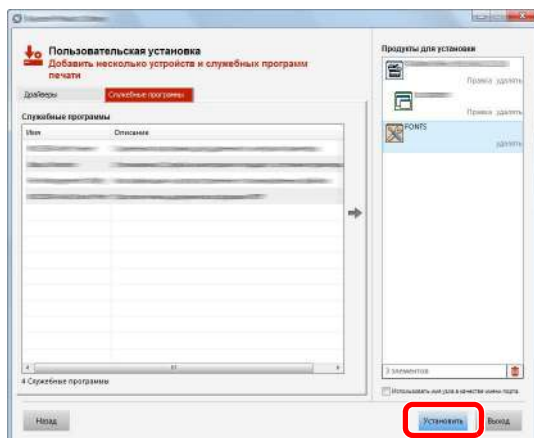 Пользовательская установка
Добавить несколько устройств и служебных программ
печати
Драйверы
Служебные программы
Служебные программы
Имя
Описание
4 Служебные программы
Продукты для установки
Правка удалить
Правка удалить
FONTS
удалить
3 элементов
Использовать имя узла в качестве имени порта.
Назад
Установить
Выход